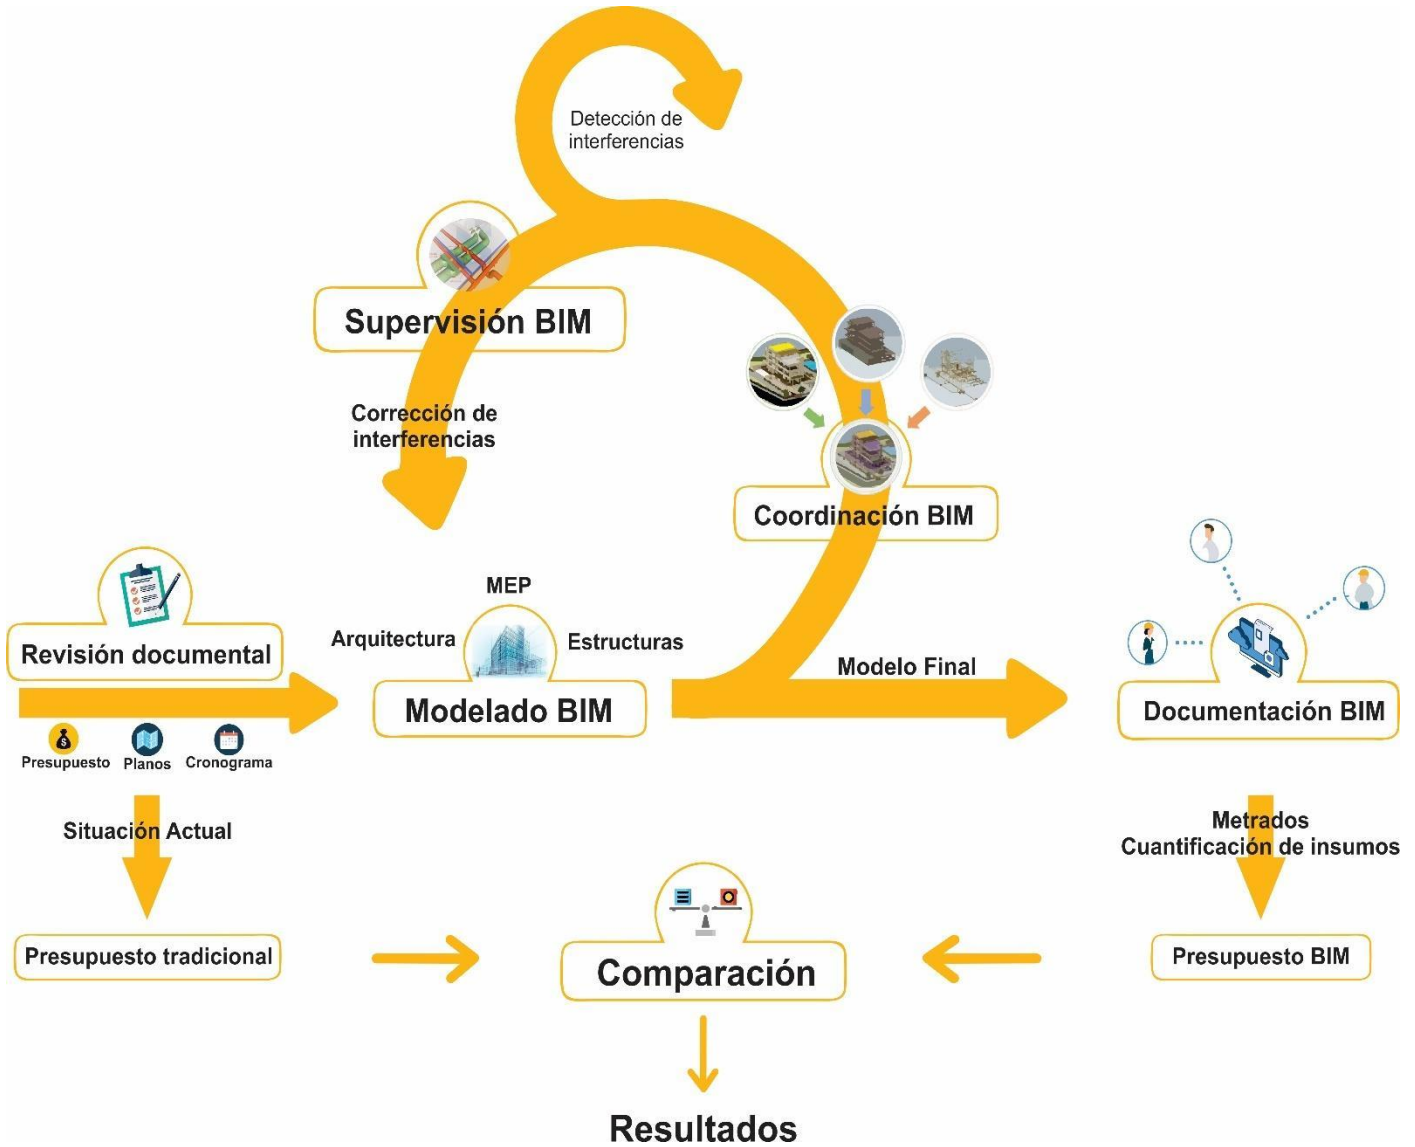 Detección de
interferencias
Supervisión BIM
Corrección de
interferencias
Coordinación BIM
MEP
Arquitectura
Estructuras
Revisión documental
Modelado BIM
Modelo Final
Documentación BIM
$
Presupuesto
Planos
Cronograma
Situación Actual
Metrados
Cuantificación de insumos
Presupuesto tradicional
Comparación
Presupuesto BIM
Resultados